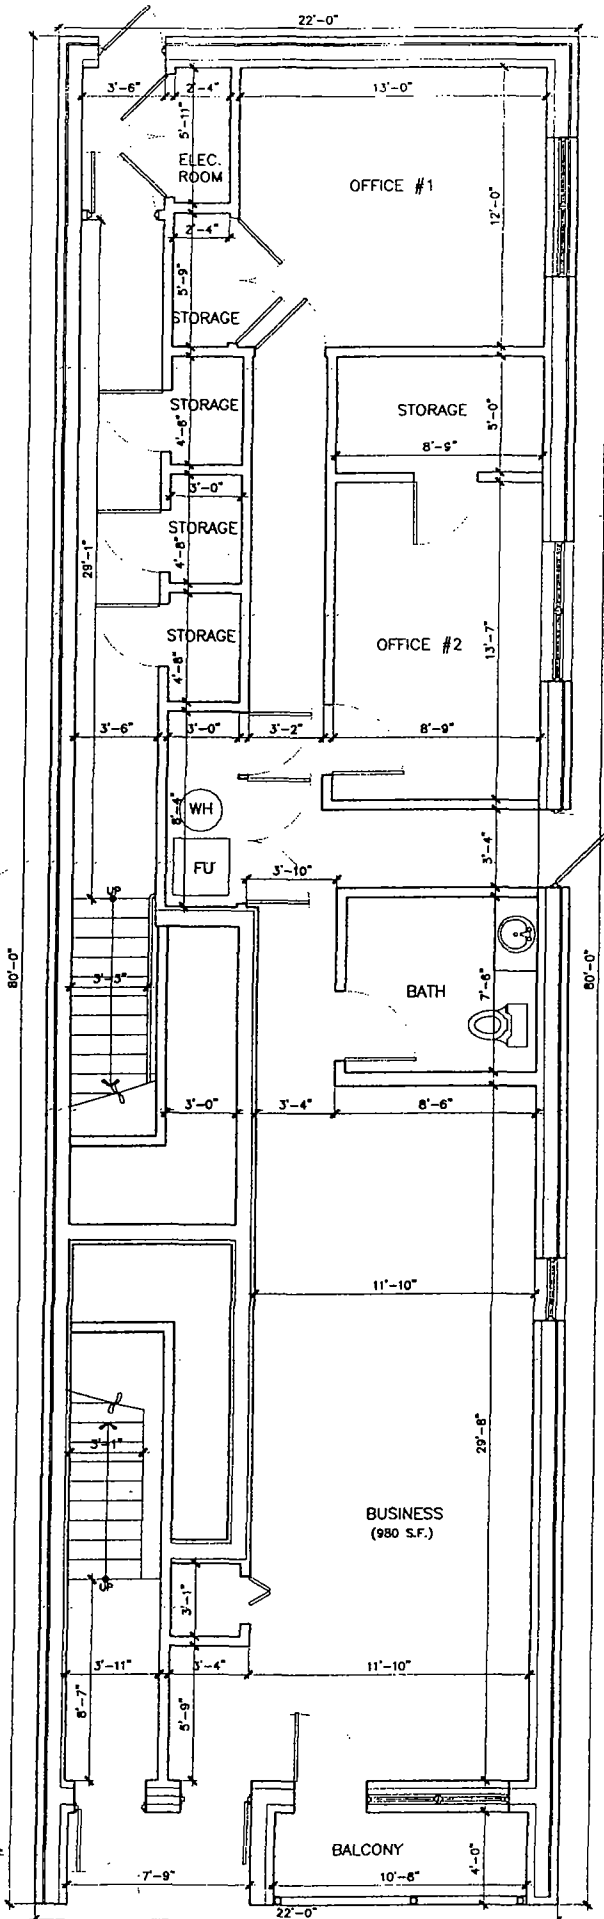 22'-0"
3'-6"
2'-4"
13'-0"
5'-11"
ELEC.
ROOM
OFFICE #1
12'-0"
2'-4"
5'-9"
STORAGE
STORAGE
STORAGE
4'-8"
5'-0"
8'-9"
3'-0"
STORAGE
29'-1"
4'-8"
STORAGE
OFFICE #2
13'-7"
4'-8"
3'-6"
3'-0"
3'-2"
8'-9"
WH
8'-4"
FU
3'-4"
3'-10"
UP
80'-0"
80'-0"
3'-3"
BATH
7'-6"
3'-0"
3'-4"
8'-6"
11'-10"
29'-8"
3'-1"
BUSINESS
(980 S.F.)
UP
3'-1"
3'-11"
3'-4"
11'-10"
8'-7"
5'-9"
BALCONY
4'-0"
7'-9"
10'-8"
22'-0"